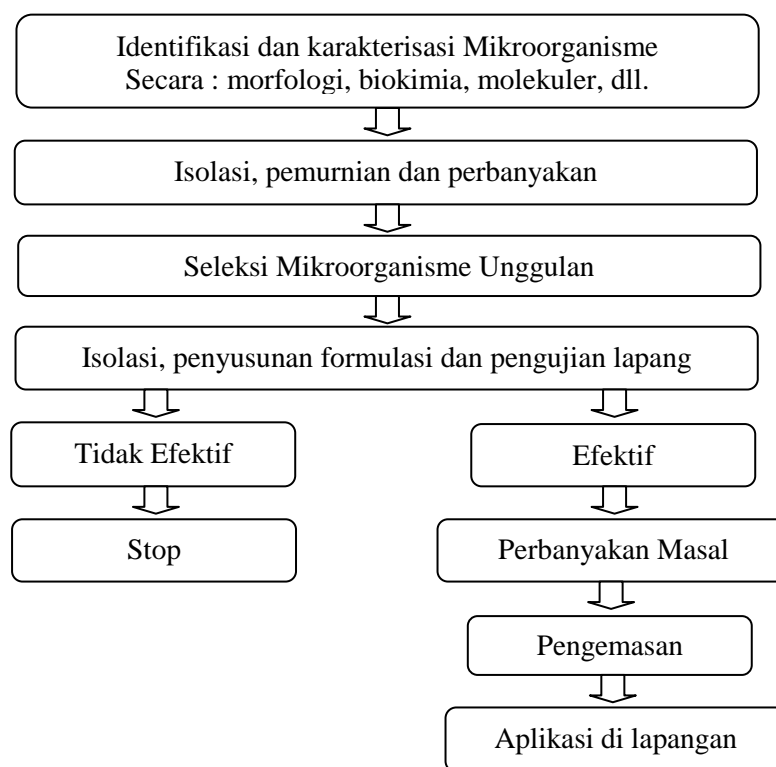 Identifikasi dan karakterisasi Mikroorganisme
Secara : morfologi, biokimia, molekuler, dll.
Isolasi, pemurnian dan perbanyakan
Seleksi Mikroorganisme Unggulan
Isolasi, penyusunan formulasi dan pengujian lapang
Tidak Efektif
Efektif
Stop
Perbanyakan Masal
Pengemasan
Aplikasi di lapangan